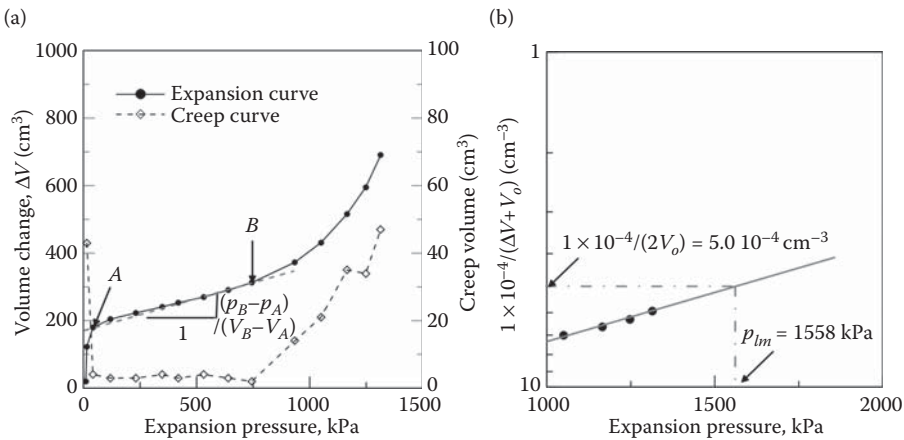 (a)
1000
800
600
400
200
0
Volume change, ΔV (cm³)
Expansion curve
Creep curve
A
B
1
(p_B–p_A)
/(V_B–V_A)
100
80
60
40
20
0
Creep volume (cm³)
0
500
1000
1500
Expansion pressure, kPa
(b)
1
10
1 × 10⁻⁴/(ΔV+V_o) (cm⁻³)
1 × 10⁻⁴/(2V_o) = 5.0 10⁻⁴ cm⁻³
p_lm = 1558 kPa
1000
1500
2000
Expansion pressure, kPa